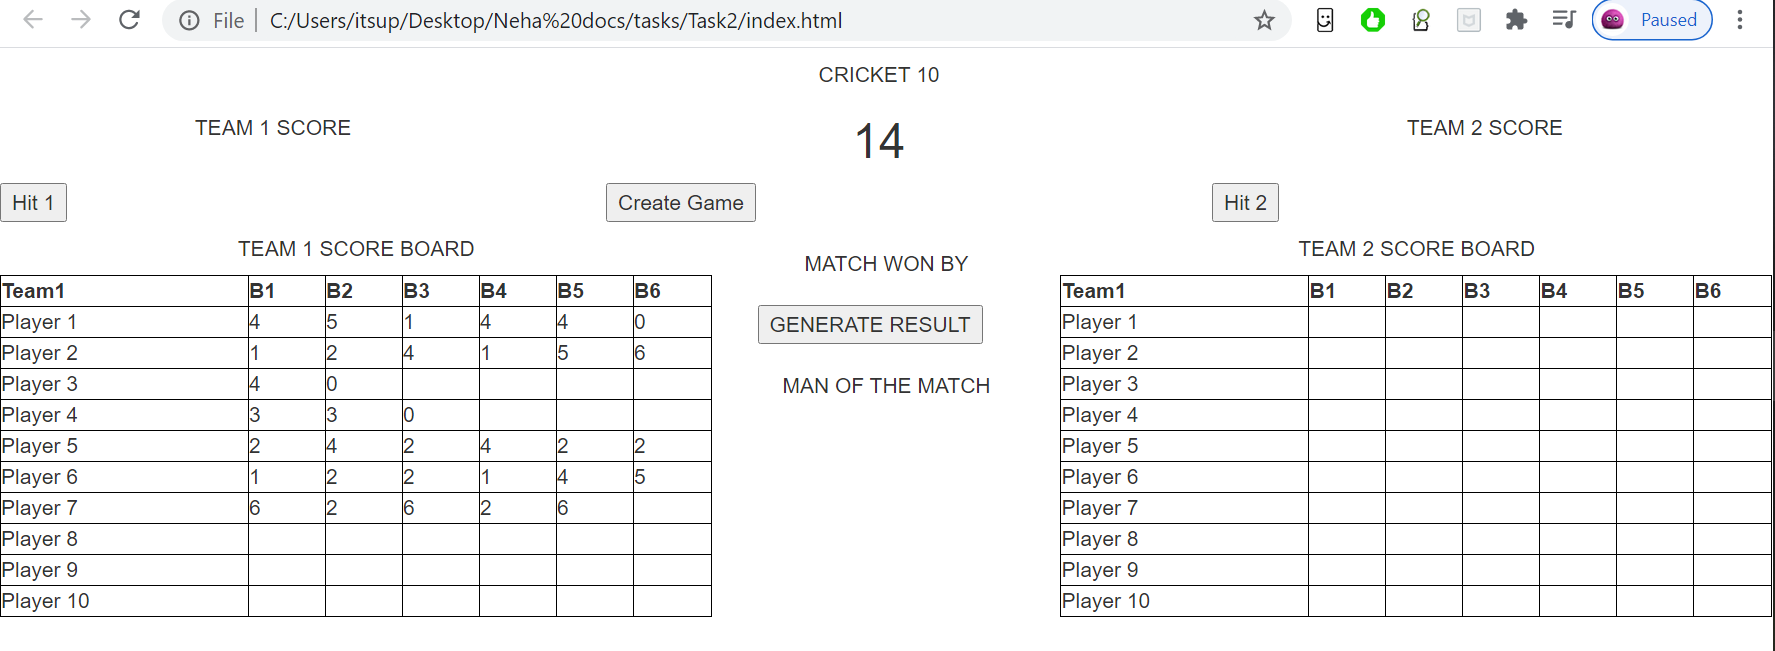 File | C:/Users/itsup/Desktop/Neha%20docs/tasks/Task2/index.html Paused
CRICKET 10
TEAM 1 SCORE 14 TEAM 2 SCORE
Hit 1 Create Game Hit 2
TEAM 1 SCORE BOARD
Team1 B1 B2 B3 B4 B5 B6
Player 1 4 5 1 4 4 0
Player 2 1 2 4 1 5 6
Player 3 4 0
Player 4 3 3 0
Player 5 2 4 2 4 2 2
Player 6 1 2 2 1 4 5
Player 7 6 2 6 2 6
Player 8
Player 9
Player 10
MATCH WON BY
GENERATE RESULT
MAN OF THE MATCH
TEAM 2 SCORE BOARD
Team1 B1 B2 B3 B4 B5 B6
Player 1
Player 2
Player 3
Player 4
Player 5
Player 6
Player 7
Player 8
Player 9
Player 10